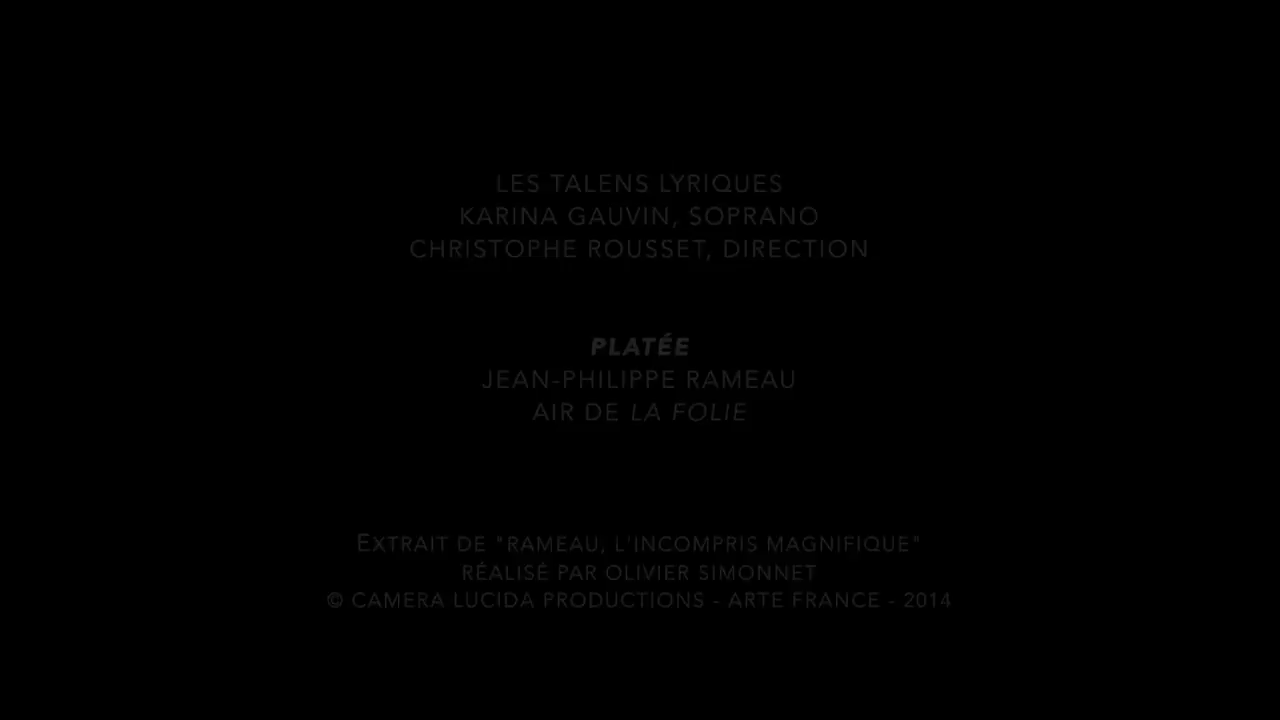 LES TALENS LYRIQUES
KARINA GAUVIN, SOPRANO
CHRISTOPHE ROUSSET, DIRECTION
PLATÉE
JEAN-PHILIPPE RAMEAU
AIR DE LA FOLIE
EXTRAIT DE "RAMEAU, L'INCOMPRIS MAGNIFIQUE"
RÉALISÉ PAR OLIVIER SIMONNET
© CAMERA LUCIDA PRODUCTIONS - ARTE FRANCE - 2014